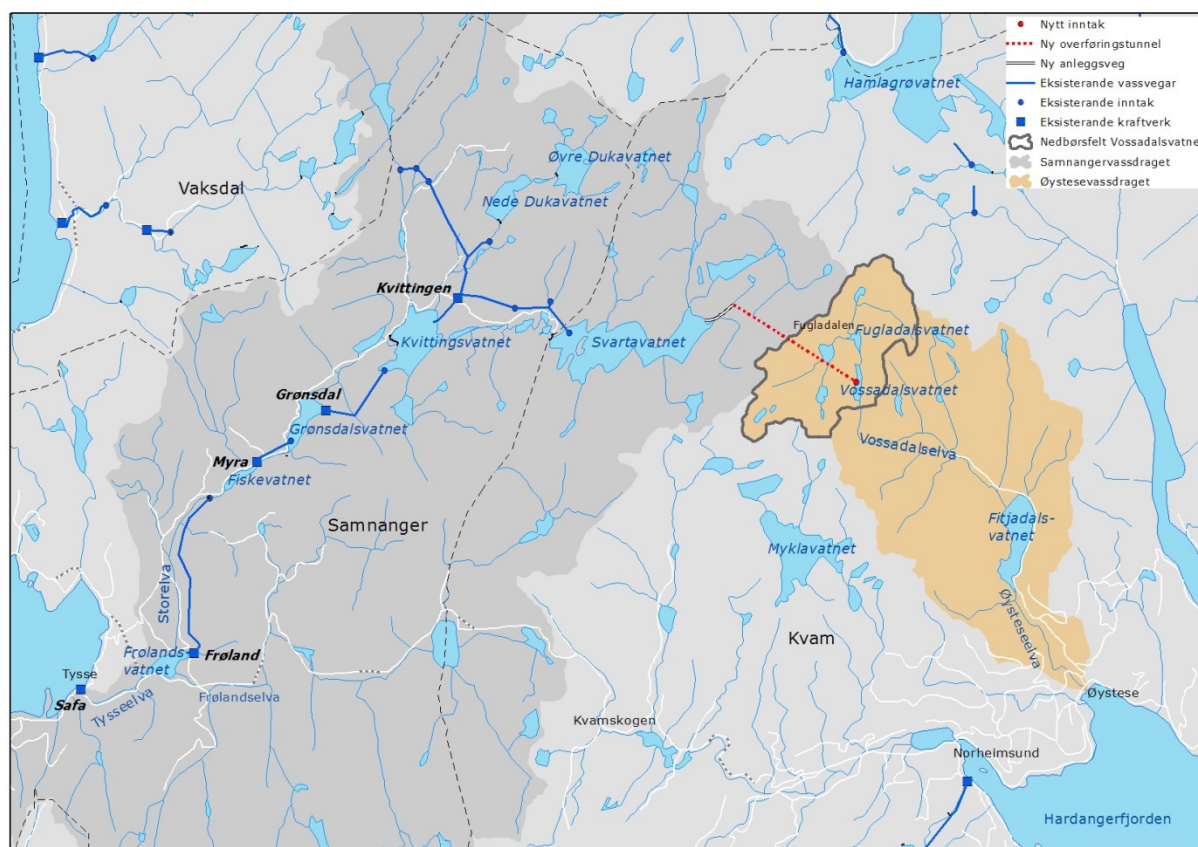 Nytt inntak
Ny overføringstunnel
Ny anleggsveg
Eksisterande vassvegar
Eksisterande inntak
Eksisterande kraftverk
Nedbørsfelt Vossadalsvatnet
Samnangervassdraget
Øystesevassdraget
Hamlagrøvatnet
Øvre Dukavatnet
Vaksdal
Nede Dukavatnet
Kvittingen
Fugladalen
Fugladalsvatnet
Kvittingsvatnet
Svartavatnet
Grønsdal
Vossadalsvatnet
Grønsdalsvatnet
Vossadalselva
Myra
Fiskevatnet
Samnanger
Fitjadals-
vatnet
Myklavatnet
Storelva
Øysteseelva
Kvam
Frølands-
vatnet
Frøland
Tysse
Safa
Tysseelva
Frølandselva
Øystese
Kvamskogen
Norheimsund
Hardangerfjorden